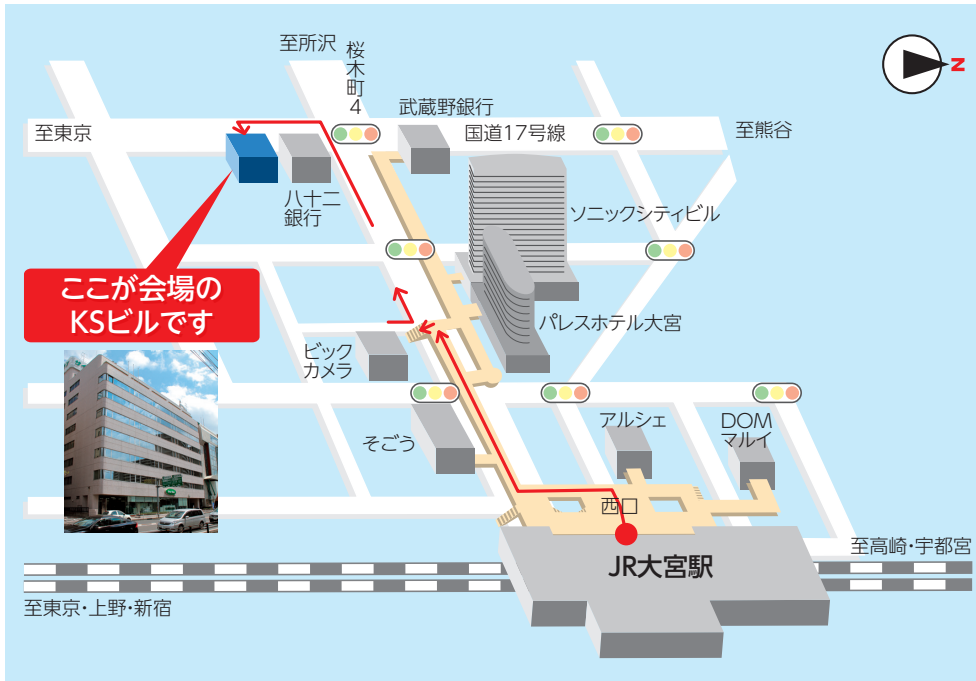 至所沢
桜木町4
武蔵野銀行
国道17号線
至東京
至熊谷
N
八十二
銀行
ソニックシティビル
ここが会場の
KSビルです
パレスホテル大宮
ビック
カメラ
アルシェ
DOM
マルイ
そごう
西口
JR大宮駅
至高崎・宇都宮
至東京・上野・新宿